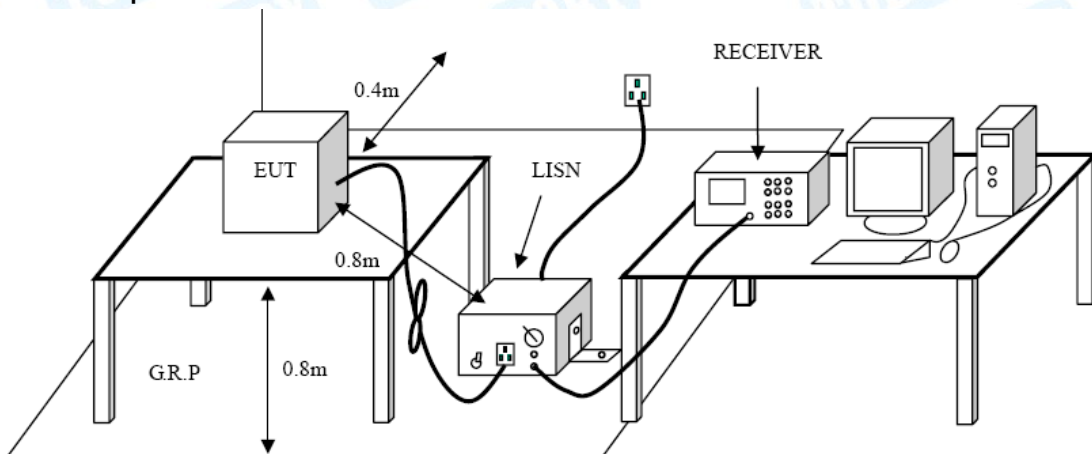 RECEIVER
0.4m
EUT
LISN
0.8m
G.R.P
0.8m